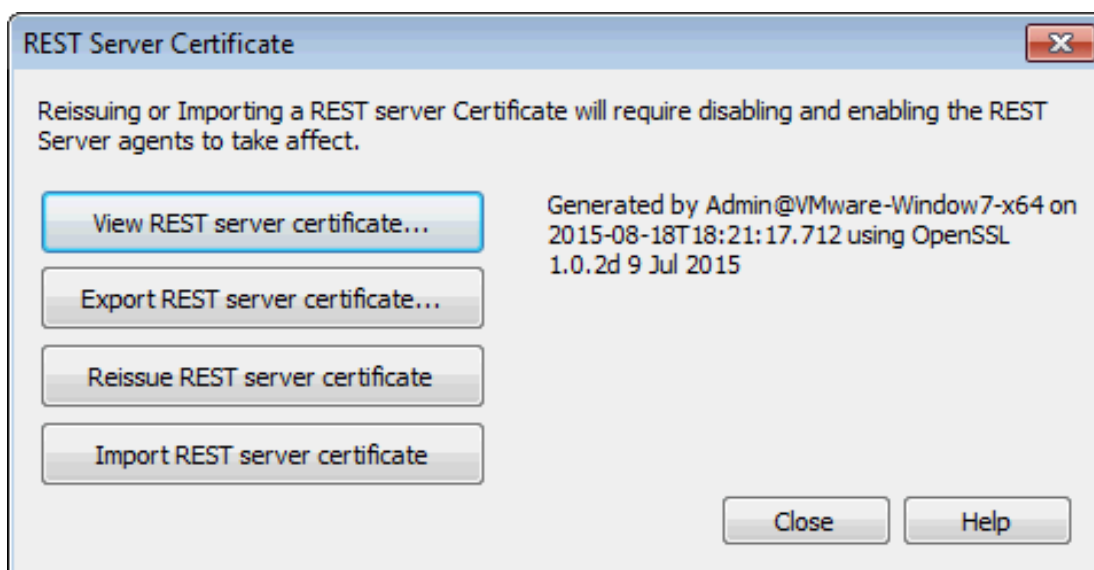 REST Server Certificate
Reissuing or Importing a REST server Certificate will require disabling and enabling the REST
Server agents to take affect.
View REST server certificate...
Generated by Admin@VMware-Window7-x64 on
2015-08-18T18:21:17.712 using OpenSSL
1.0.2d 9 Jul 2015
Export REST server certificate...
Reissue REST server certificate
Import REST server certificate
Close
Help